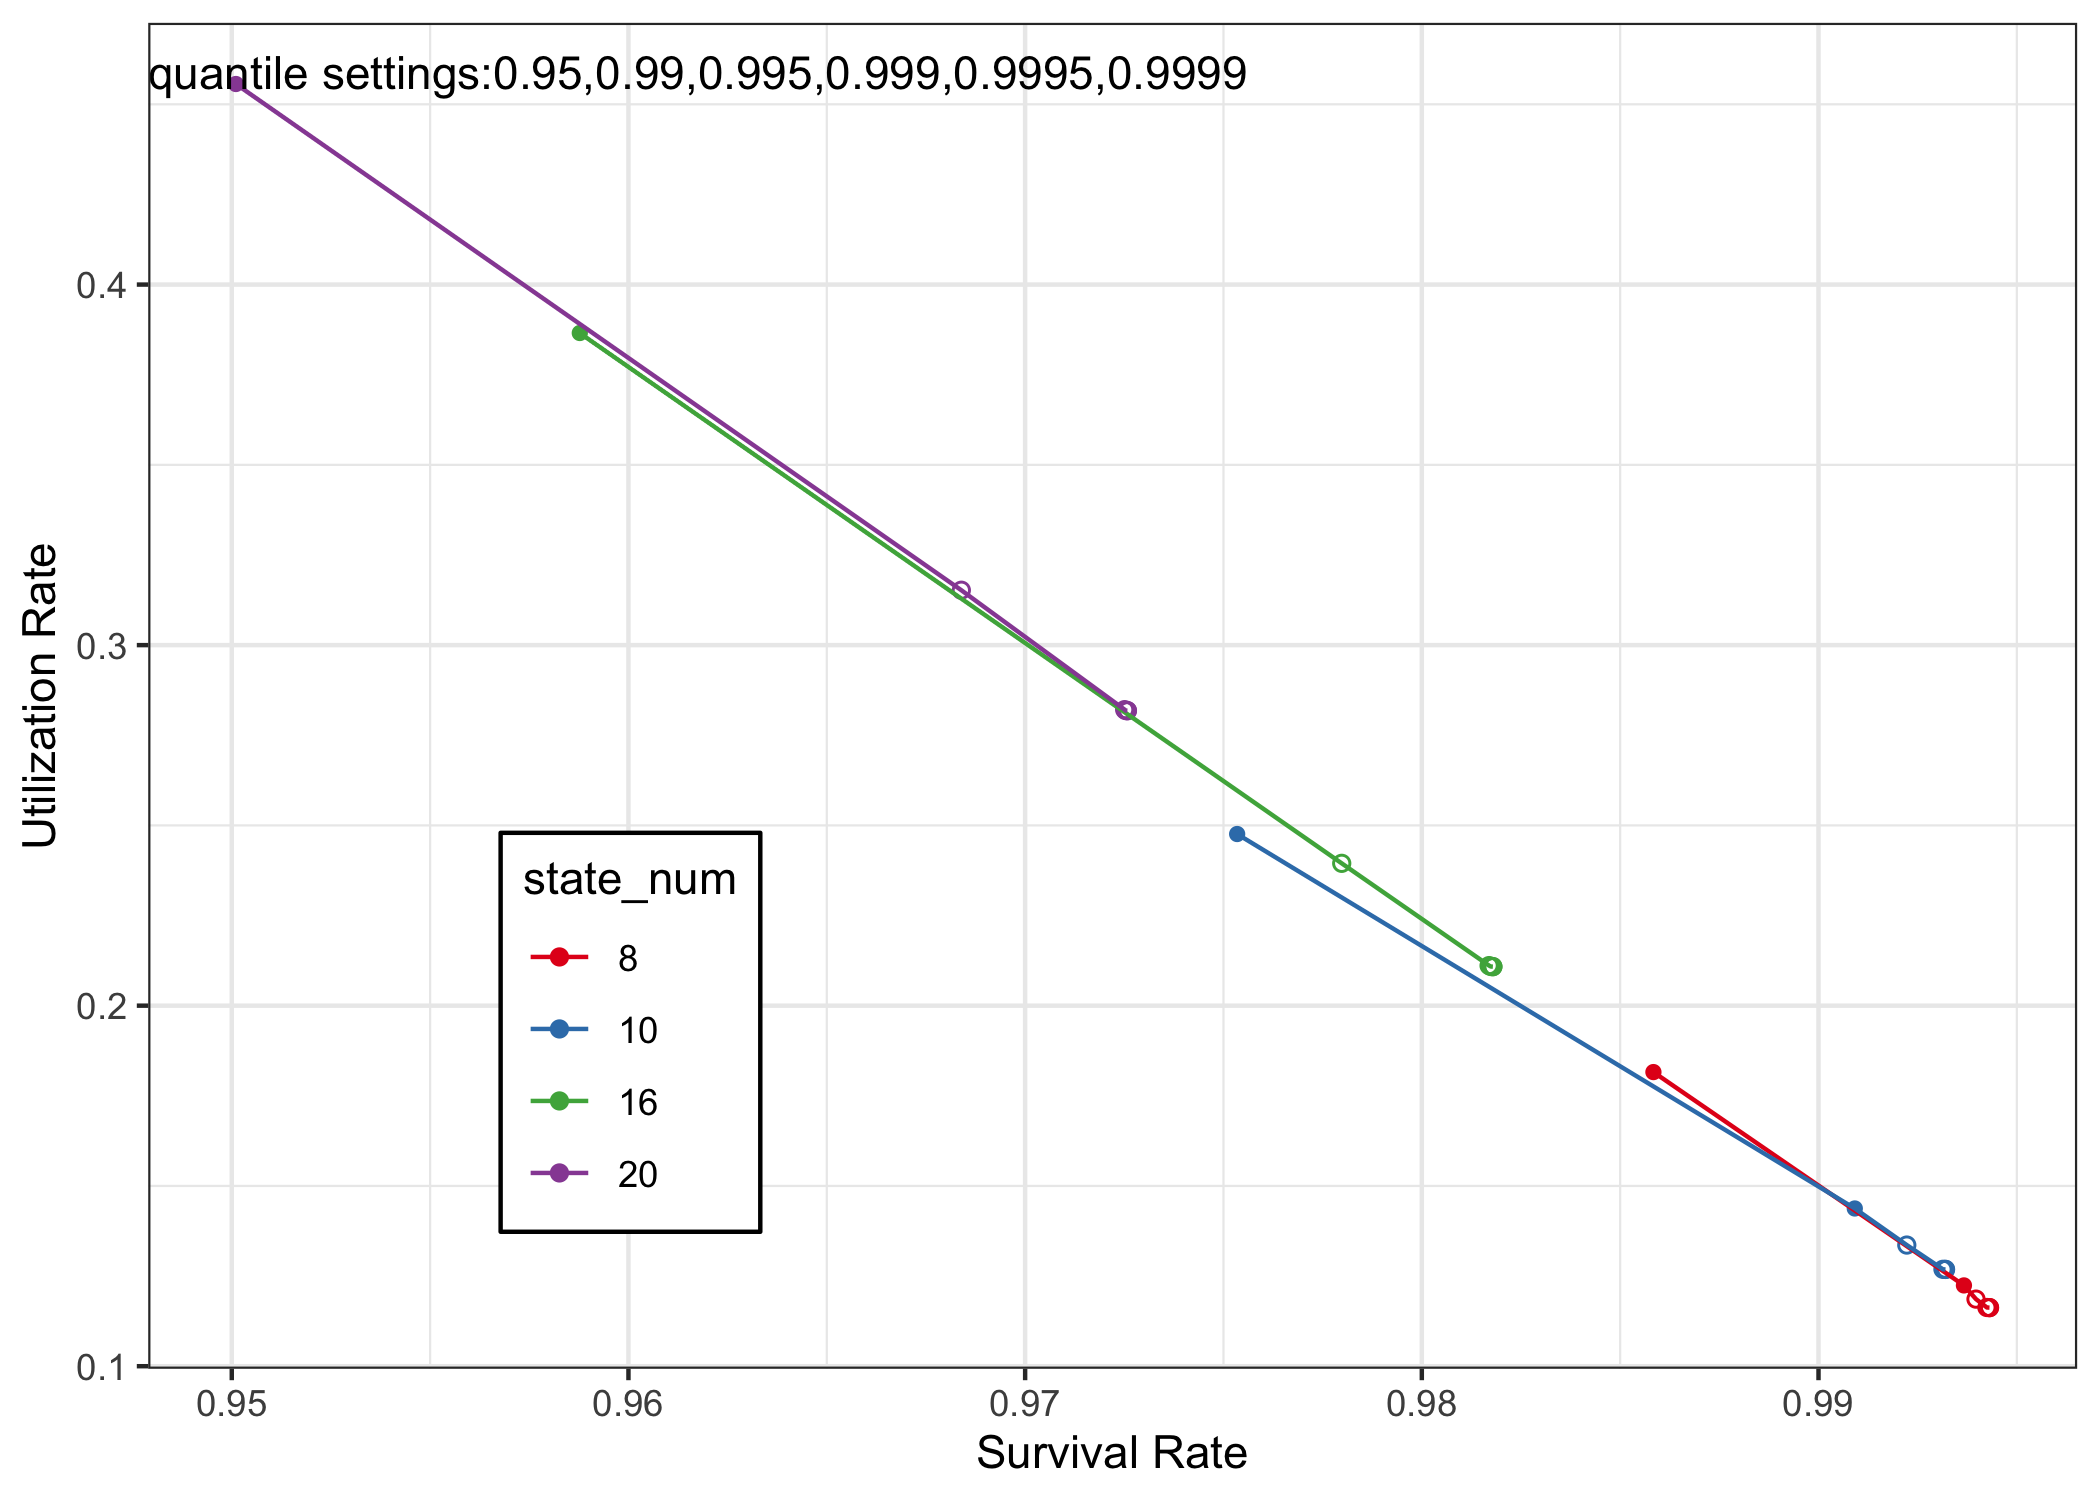 quantile settings:0.95,0.99,0.995,0.999,0.9995,0.9999
0.4
0.3
0.2
0.1
Utilization Rate
state_num
8
10
16
20
0.95 0.96 0.97 0.98 0.99
Survival Rate